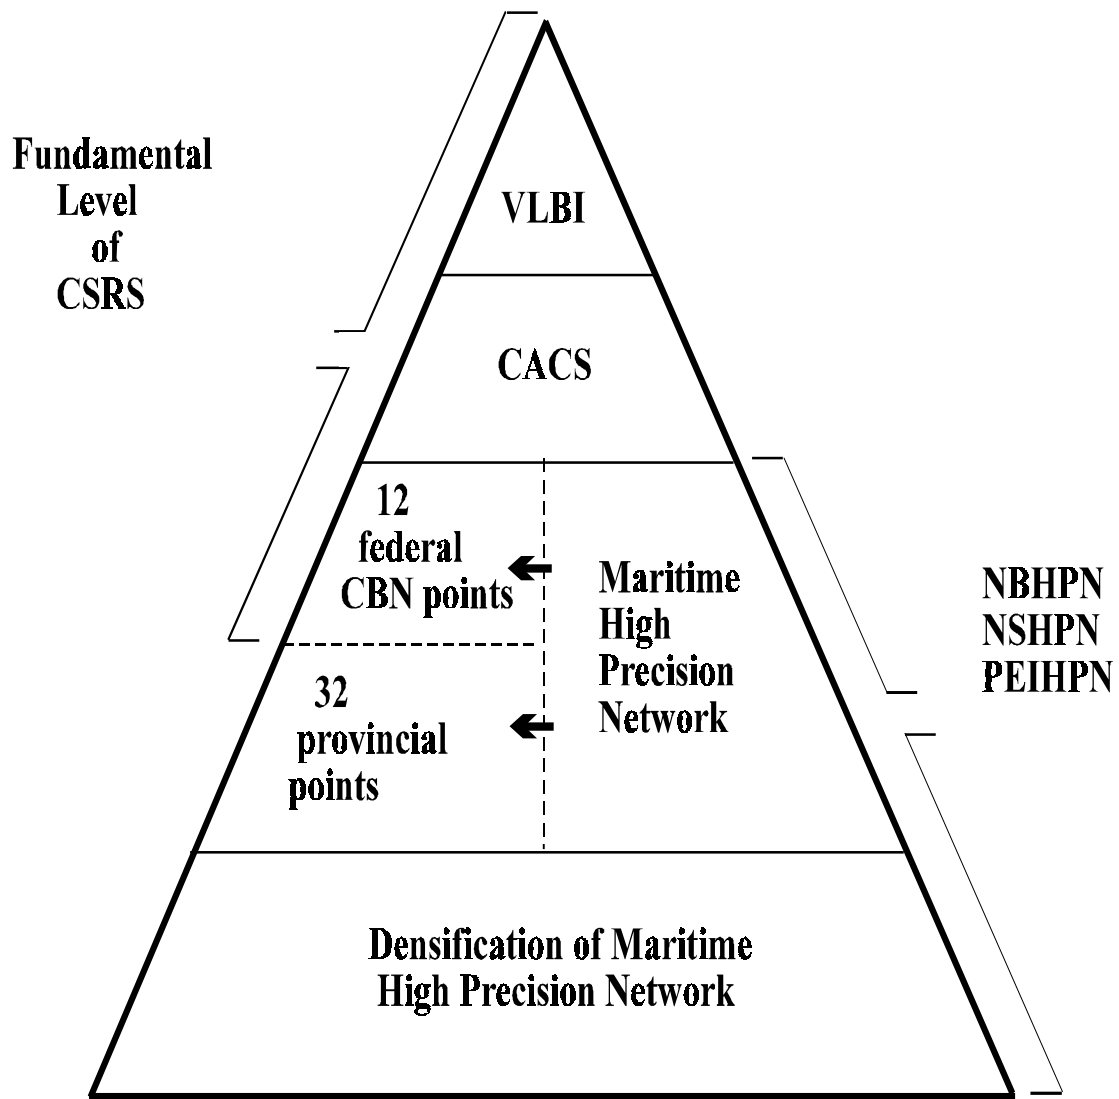 Fundamental
Level
of
CSRS
VLBI
CACS
12
federal
CBN points
32
provincial
points
Maritime
High
Precision
Network
NBHPN
NSHPN
PEIHPN
Densification of Maritime
High Precision Network